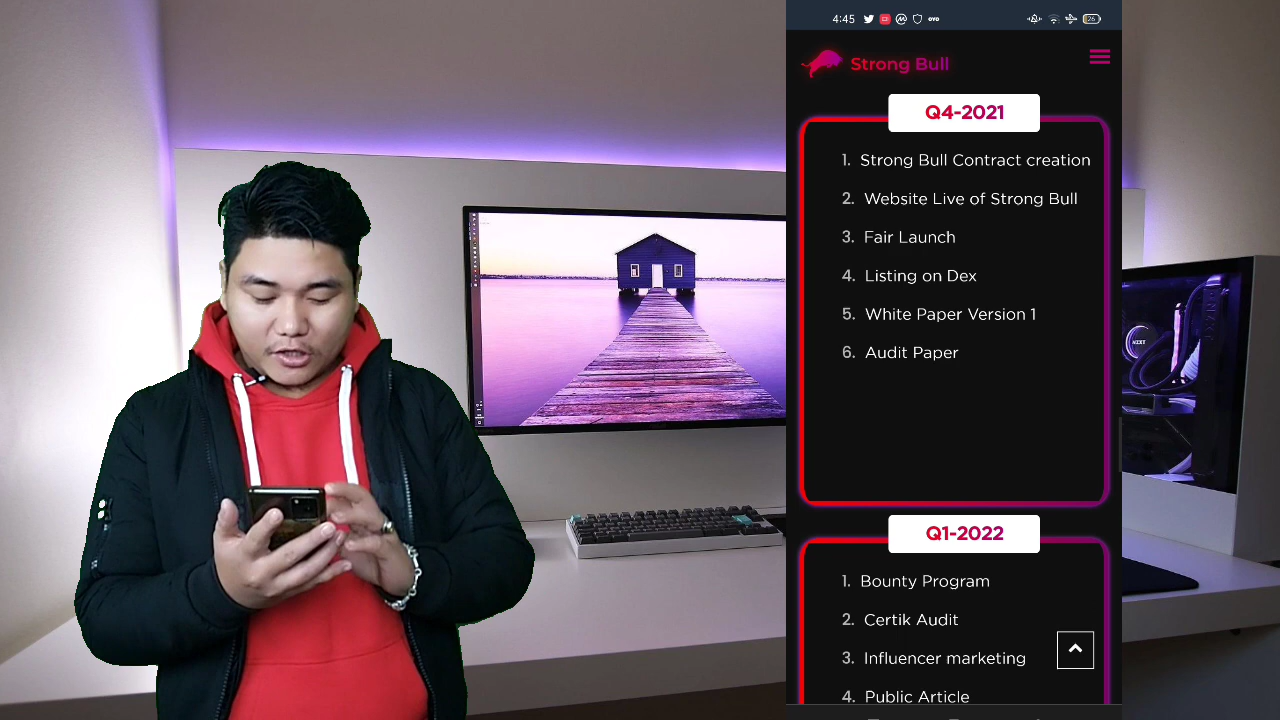 4:45
26
Strong Bull
Q4-2021
1. Strong Bull Contract creation
2. Website Live of Strong Bull
3. Fair Launch
4. Listing on Dex
5. White Paper Version 1
6. Audit Paper
Q1-2022
1. Bounty Program
2. Certik Audit
3. Influencer marketing
4. Public Article
NZXT